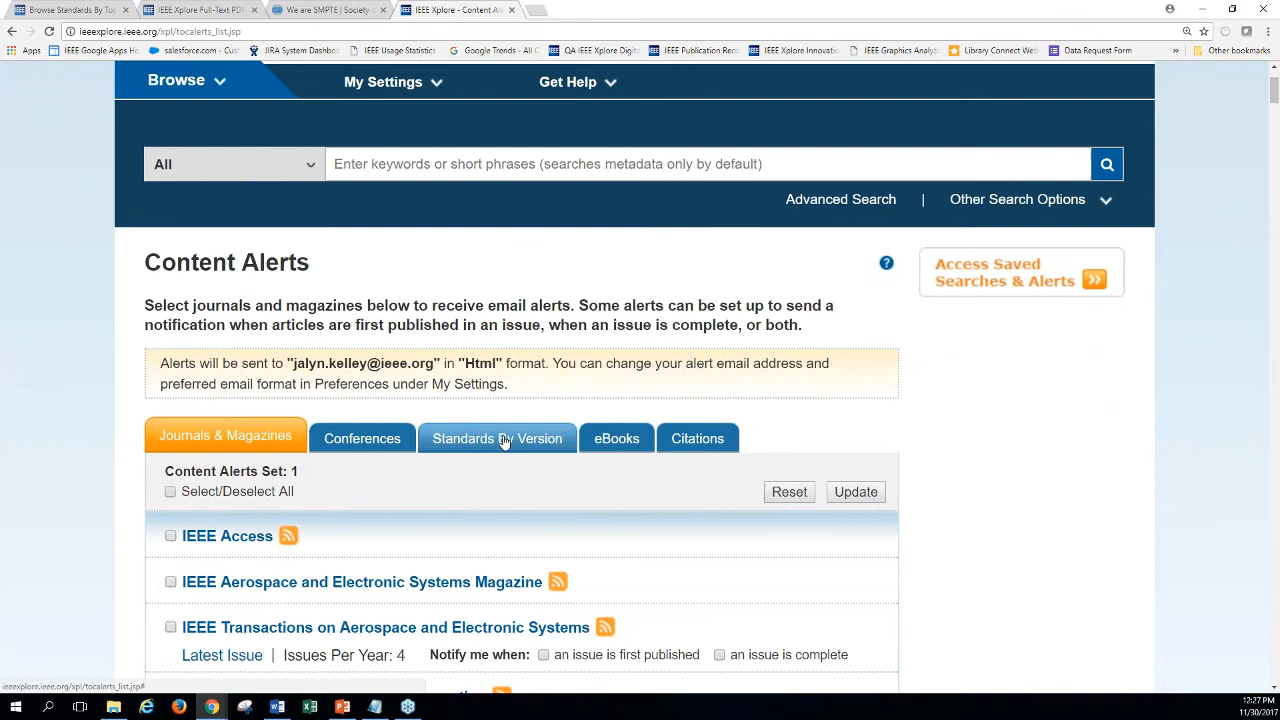 Browse Standards By Top
IEEE Xplore Full-Text PDF
We are SMPTE | Society
IEEE Xplore - Content Ale
ieeexplore.ieee.org/xpl/tocalerts_list.jsp
Apps
IEEE Google Apps Ho
salesforce.com - Custom
JIRA System Dashboard
IEEE Usage Statistics
Google Trends - All C
QA IEEE Xplore Digita
IEEE Publication Reco
IEEE Xplore Innovatio
IEEE Graphics Analyz
Library Connect Webi
Data Request Form
»
Other bookmarks
Browse
My Settings
Get Help
All
Enter keywords or short phrases (searches metadata only by default)
Advanced Search | Other Search Options
Content Alerts
?
Access Saved
Searches & Alerts
Select journals and magazines below to receive email alerts. Some alerts can be set up to send a
notification when articles are first published in an issue, when an issue is complete, or both.
Alerts will be sent to "jalyn.kelley@ieee.org" in "Html" format. You can change your alert email address and
preferred email format in Preferences under My Settings.
Journals & Magazines
Conferences
Standards By Version
eBooks
Citations
Content Alerts Set: 1
Select/Deselect All
Reset
Update
IEEE Access
IEEE Aerospace and Electronic Systems Magazine
IEEE Transactions on Aerospace and Electronic Systems
Latest Issue | Issues Per Year: 4 Notify me when: an issue is first published an issue is complete
ieeexplore.ieee.org/xpl/tocalerts_list.jsp#
12:27 PM
11/30/2017